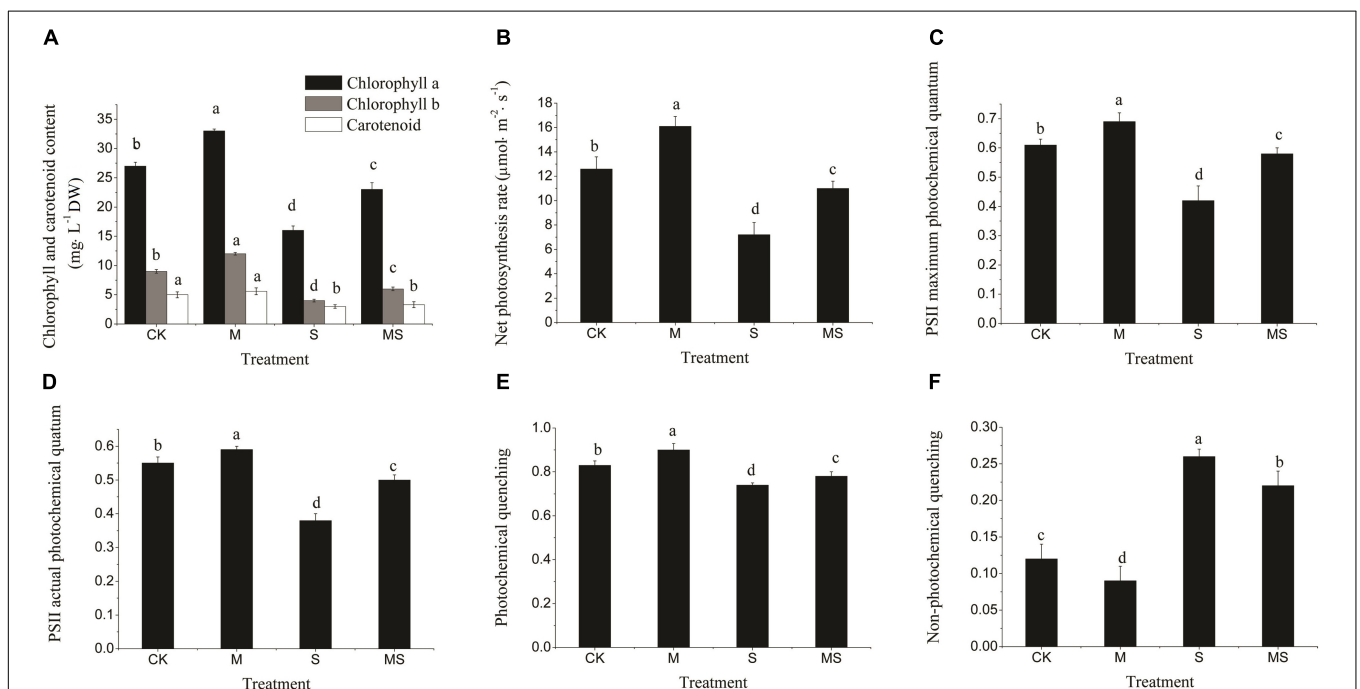 A
Chlorophyll a
Chlorophyll b
Carotenoid
Chlorophyll and carotenoid content
(mg· L⁻¹ DW)
35
30
25
20
15
10
5
0
b
b
a
a
a
a
d
d
b
c
c
b
CK M S MS
Treatment
B
Net photosynthesis rate (μmol· m⁻²· s⁻¹)
18
16
14
12
10
8
6
4
2
0
b
a
d
c
CK M S MS
Treatment
C
PSII maximum photochemical quantum
0.7
0.6
0.5
0.4
0.3
0.2
0.1
0.0
b
a
d
c
CK M S MS
Treatment
D
PSII actual photochemical quatum
0.6
0.5
0.4
0.3
0.2
0.1
0.0
b
a
d
c
CK M S MS
Treatment
E
Photochemical quenching
1.0
0.8
0.6
0.4
0.2
0.0
b
a
d
c
CK M S MS
Treatment
F
Non-photochemical quenching
0.30
0.25
0.20
0.15
0.10
0.05
0.00
c
d
a
b
CK M S MS
Treatment